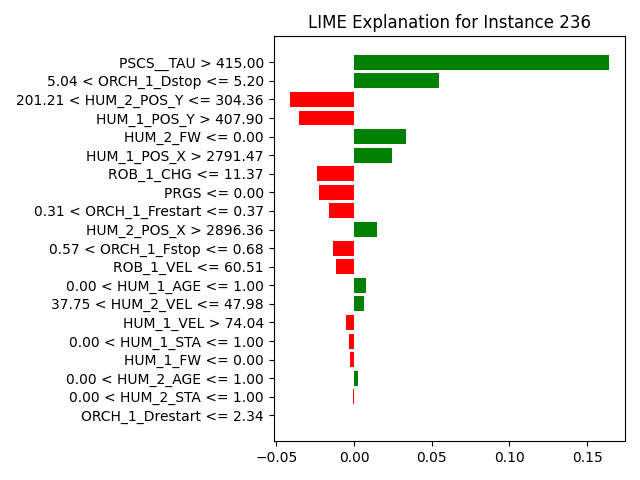 LIME Explanation for Instance 236
PSCS__TAU > 415.00
5.04 < ORCH_1_Dstop <= 5.20
201.21 < HUM_2_POS_Y <= 304.36
HUM_1_POS_Y > 407.90
HUM_2_FW <= 0.00
HUM_1_POS_X > 2791.47
ROB_1_CHG <= 11.37
PRGS <= 0.00
0.31 < ORCH_1_Frestart <= 0.37
HUM_2_POS_X > 2896.36
0.57 < ORCH_1_Fstop <= 0.68
ROB_1_VEL <= 60.51
0.00 < HUM_1_AGE <= 1.00
37.75 < HUM_2_VEL <= 47.98
HUM_1_VEL > 74.04
0.00 < HUM_1_STA <= 1.00
HUM_1_FW <= 0.00
0.00 < HUM_2_AGE <= 1.00
0.00 < HUM_2_STA <= 1.00
ORCH_1_Drestart <= 2.34
−0.05 0.00 0.05 0.10 0.15